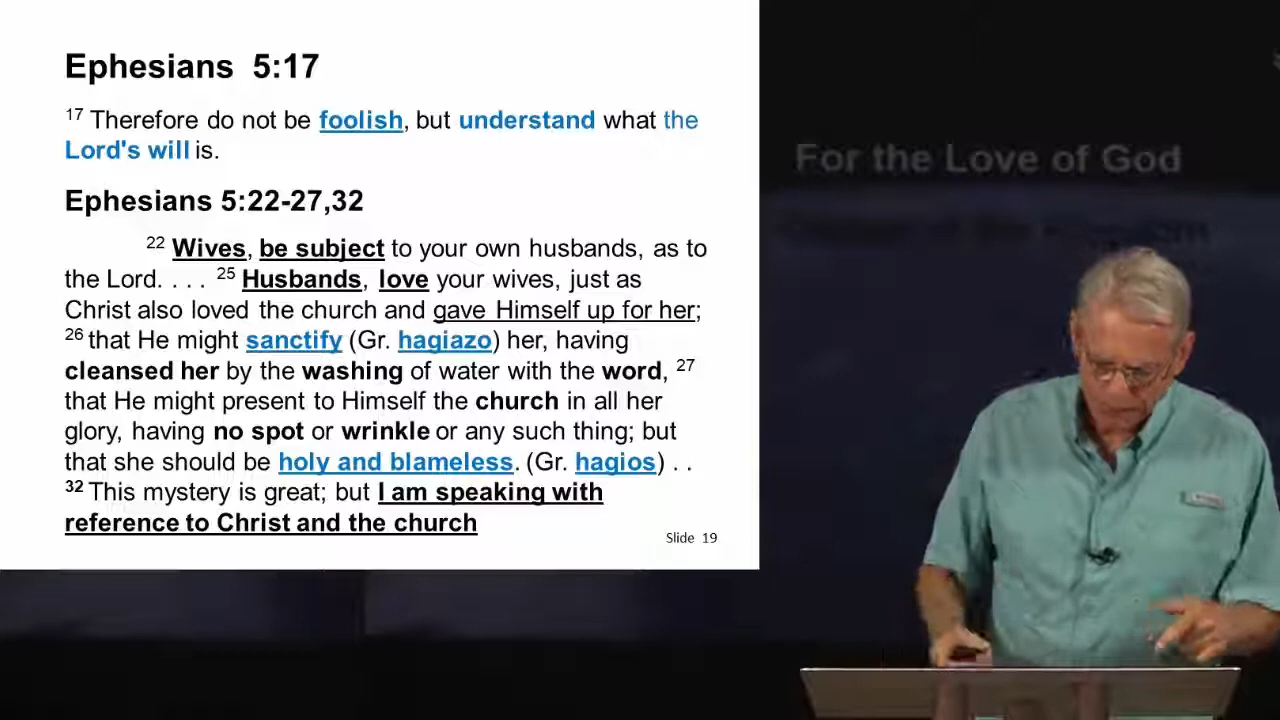 Ephesians 5:17
17 Therefore do not be foolish, but understand what the
Lord's will is.
Ephesians 5:22-27,32
22 Wives, be subject to your own husbands, as to
the Lord. . . . 25 Husbands, love your wives, just as
Christ also loved the church and gave Himself up for her;
26 that He might sanctify (Gr. hagiazo) her, having
cleansed her by the washing of water with the word, 27
that He might present to Himself the church in all her
glory, having no spot or wrinkle or any such thing; but
that she should be holy and blameless. (Gr. hagios) . .
32 This mystery is great; but I am speaking with
reference to Christ and the church
Slide 19
For the Love of God